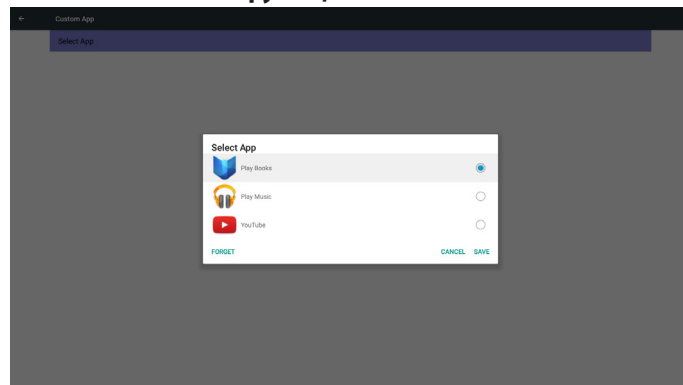 Custom App
Select App
Select App
Play Books
Play Music
YouTube
FORGET CANCEL SAVE